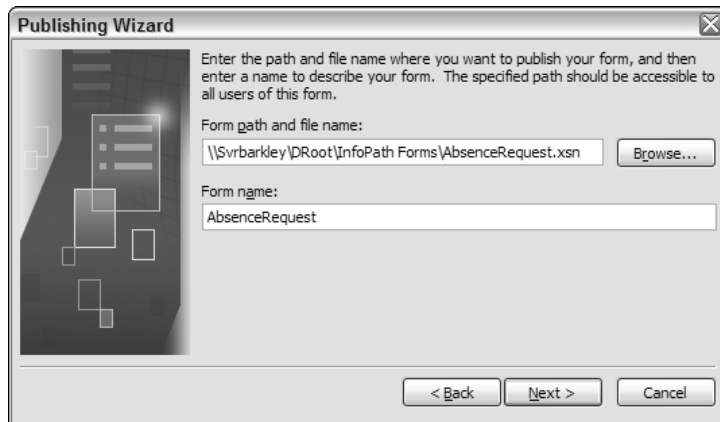 Publishing Wizard
Enter the path and file name where you want to publish your form, and then
enter a name to describe your form.  The specified path should be accessible to
all users of this form.
Form path and file name:
\\Svrbarkley\DRoot\InfoPath Forms\AbsenceRequest.xsn
Browse...
Form name:
AbsenceRequest
< Back
Next >
Cancel